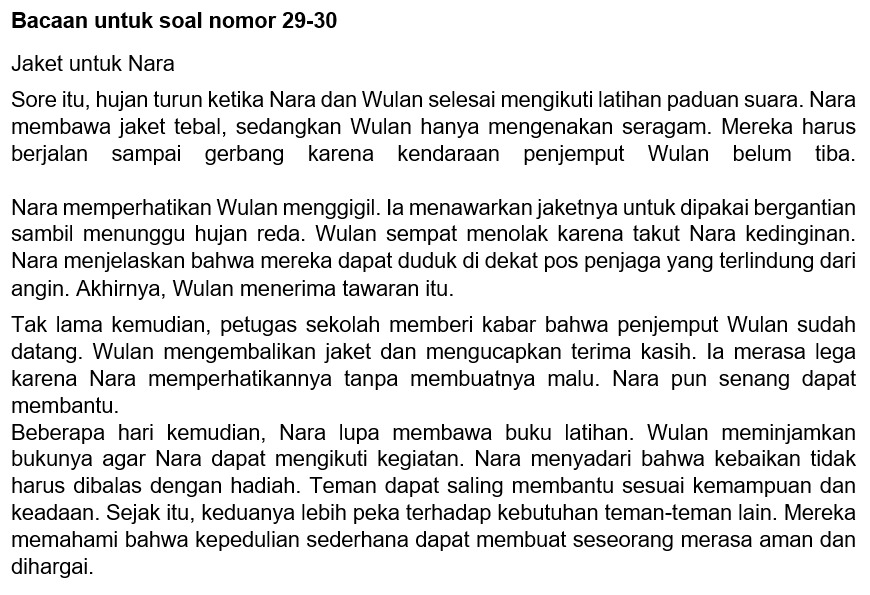 Bacaan untuk soal nomor 29-30
Jaket untuk Nara
Sore itu, hujan turun ketika Nara dan Wulan selesai mengikuti latihan paduan suara. Nara
membawa jaket tebal, sedangkan Wulan hanya mengenakan seragam. Mereka harus
berjalan sampai gerbang karena kendaraan penjemput Wulan belum tiba.
Nara memperhatikan Wulan menggigil. Ia menawarkan jaketnya untuk dipakai bergantian
sambil menunggu hujan reda. Wulan sempat menolak karena takut Nara kedinginan.
Nara menjelaskan bahwa mereka dapat duduk di dekat pos penjaga yang terlindung dari
angin. Akhirnya, Wulan menerima tawaran itu.
Tak lama kemudian, petugas sekolah memberi kabar bahwa penjemput Wulan sudah
datang. Wulan mengembalikan jaket dan mengucapkan terima kasih. Ia merasa lega
karena Nara memperhatikannya tanpa membuatnya malu. Nara pun senang dapat
membantu.
Beberapa hari kemudian, Nara lupa membawa buku latihan. Wulan meminjamkan
bukunya agar Nara dapat mengikuti kegiatan. Nara menyadari bahwa kebaikan tidak
harus dibalas dengan hadiah. Teman dapat saling membantu sesuai kemampuan dan
keadaan. Sejak itu, keduanya lebih peka terhadap kebutuhan teman-teman lain. Mereka
memahami bahwa kepedulian sederhana dapat membuat seseorang merasa aman dan
dihargai.